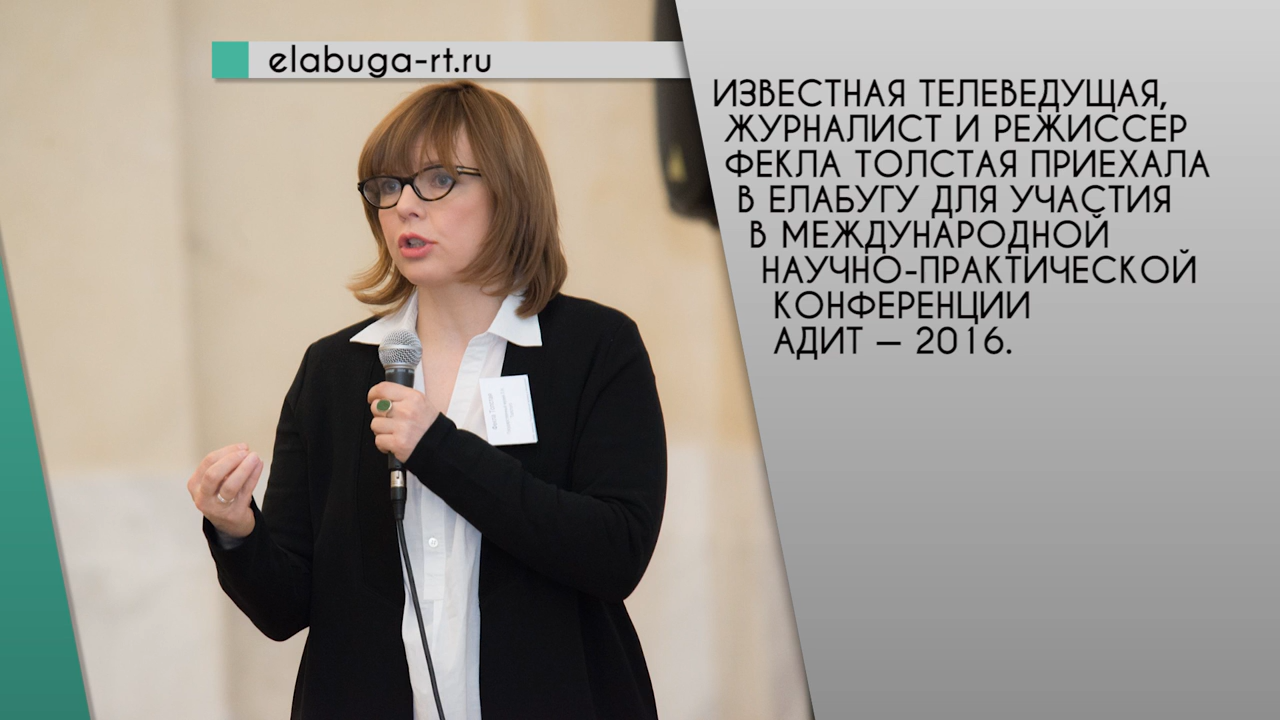 elabuga-rt.ru
ИЗВЕСТНАЯ ТЕЛЕВЕДУЩАЯ,
ЖУРНАЛИСТ И РЕЖИССЕР
ФЕКЛА ТОЛСТАЯ ПРИЕХАЛА
В ЕЛАБУГУ ДЛЯ УЧАСТИЯ
В МЕЖДУНАРОДНОЙ
НАУЧНО-ПРАКТИЧЕСКОЙ
КОНФЕРЕНЦИИ
АДИТ — 2016.